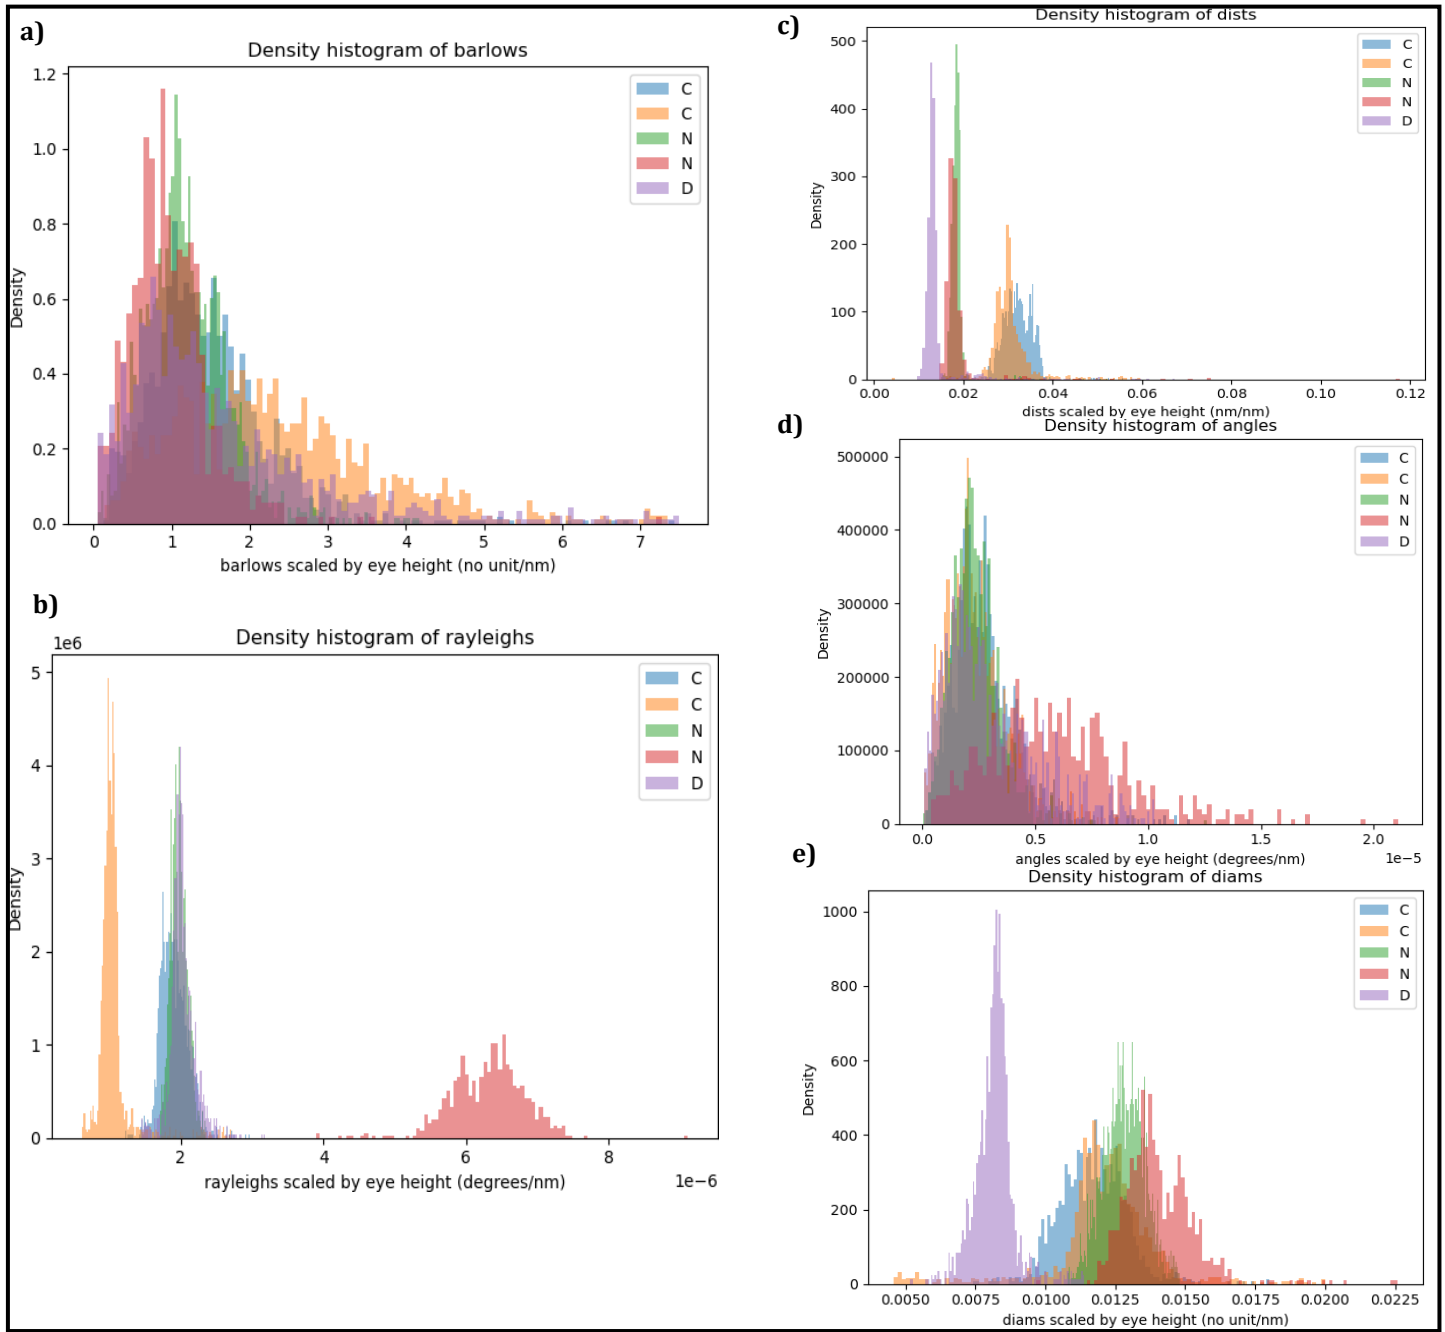 a)
Density histogram of barlows
1.2
1.0
0.8
0.6
0.4
0.2
0.0
Density
0 1 2 3 4 5 6 7
barlows scaled by eye height (no unit/nm)
C
C
N
N
D
b)
Density histogram of rayleighs
1e6
5
4
3
2
1
0
Density
2 4 6 8
1e−6
rayleighs scaled by eye height (degrees/nm)
C
C
N
N
D
c)
Density histogram of dists
500
400
300
200
100
0
Density
0.00 0.02 0.04 0.06 0.08 0.10 0.12
dists scaled by eye height (nm/nm)
C
C
N
N
D
d)
Density histogram of angles
500000
400000
300000
200000
100000
0
Density
0.0 0.5 1.0 1.5 2.0
1e−5
angles scaled by eye height (degrees/nm)
C
C
N
N
D
e)
Density histogram of diams
1000
800
600
400
200
0
Density
0.0050 0.0075 0.0100 0.0125 0.0150 0.0175 0.0200 0.0225
diams scaled by eye height (no unit/nm)
C
C
N
N
D